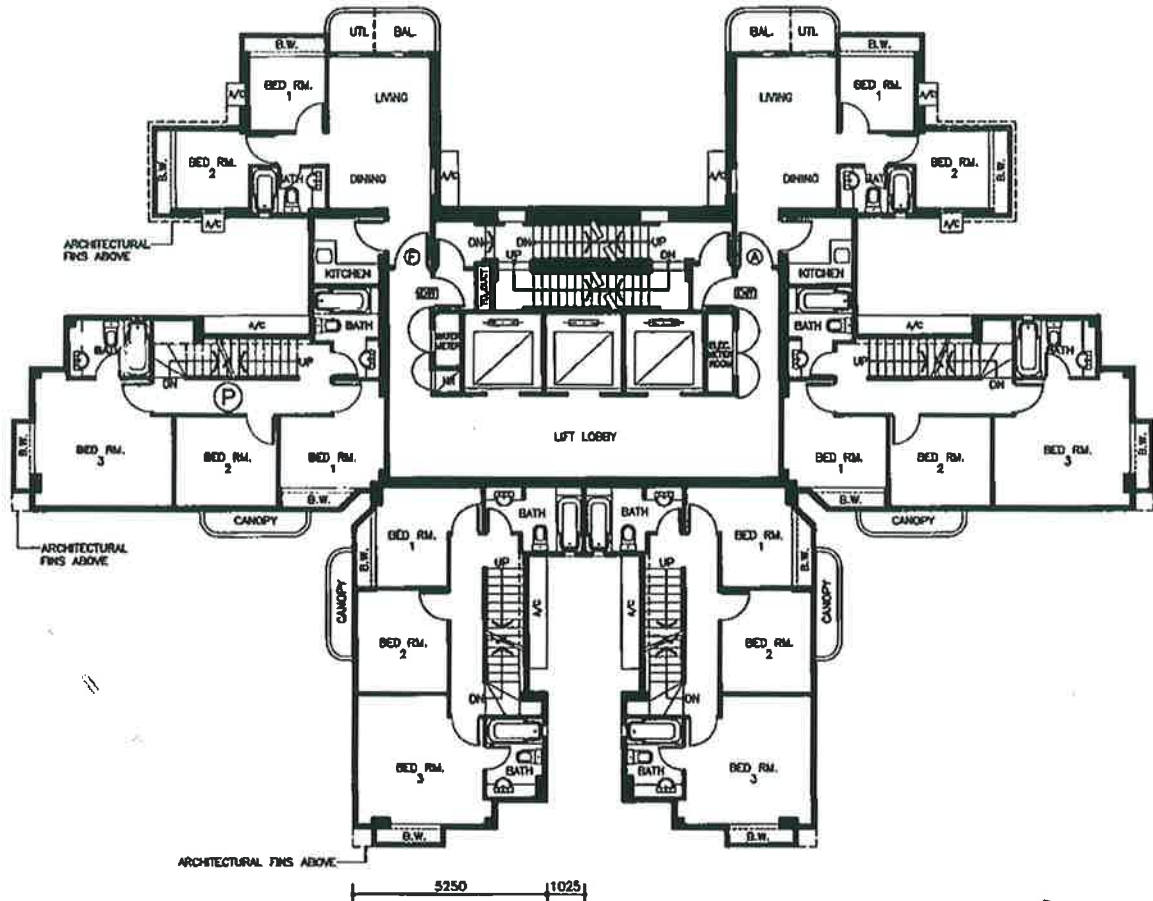 UTI. BAL.
BAL. UTI.
B.W.
B.W.
BED RM.
1
LIVING
LIVING
BED RM.
1
A/C
A/C
BED RM.
2
B.W.
BATH
DINING
A/C
A/C
DINING
BATH
BED RM.
2
B.W.
A/C
A/C
ARCHITECTURAL
FINS ABOVE
DN
DN
UP
UP
DN
F
A
KITCHEN
KITCHEN
TEL.DUCT
A/C
BATH
WATER
METER
ELEC.
METER
ROOM
BATH
A/C
BATH
UP
DN
H.R.
UP
DN
BATH
P
LIFT LOBBY
B.W.
BED RM.
3
BED RM.
2
BED RM.
1
B.W.
BED RM.
1
B.W.
BED RM.
2
BED RM.
3
B.W.
CANOPY
CANOPY
ARCHITECTURAL
FINS ABOVE
BATH
BATH
BED RM.
1
B.W.
UP
A/C
A/C
UP
BED RM.
1
B.W.
CANOPY
CANOPY
BED RM.
2
BED RM.
2
DN
DN
BED RM.
3
BATH
BATH
BED RM.
3
B.W.
B.W.
ARCHITECTURAL FINS ABOVE
5250 1025